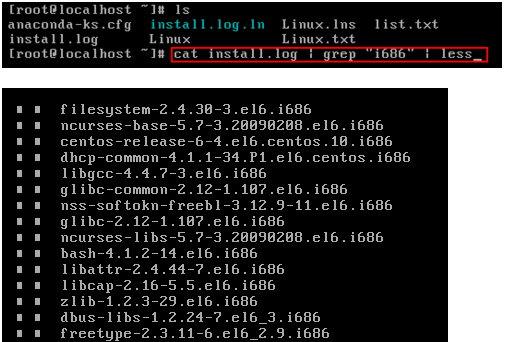 [root@localhost ~]# ls
anaconda-ks.cfg install.log.ln Linux.lns list.txt
install.log Linux Linux.txt
[root@localhost ~]# cat install.log | grep "i686" | less_
filesystem-2.4.30-3.el6.i686
ncurses-base-5.7-3.20090208.el6.i686
centos-release-6-4.el6.centos.10.i686
dhcp-common-4.1.1-34.P1.el6.centos.i686
libgcc-4.4.7-3.el6.i686
glibc-common-2.12-1.107.el6.i686
nss-softokn-freebl-3.12.9-11.el6.i686
glibc-2.12-1.107.el6.i686
ncurses-libs-5.7-3.20090208.el6.i686
bash-4.1.2-14.el6.i686
libattr-2.4.44-7.el6.i686
libcap-2.16-5.5.el6.i686
zlib-1.2.3-29.el6.i686
dbus-libs-1.2.24-7.el6_3.i686
freetype-2.3.11-6.el6_2.9.i686